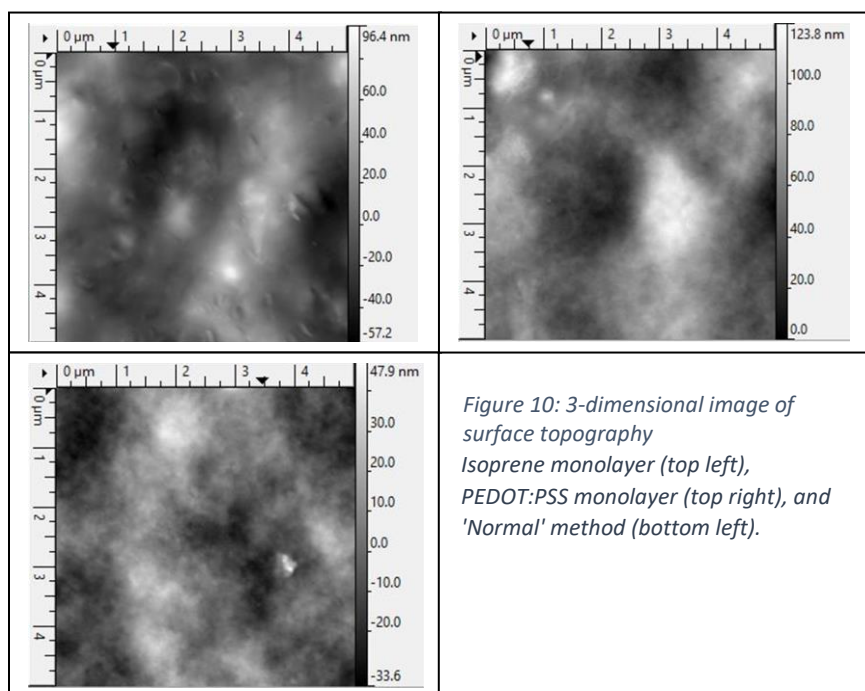 0 µm 1 2 3 4
96.4 nm
0 µm
1
2
3
4
60.0
40.0
20.0
0.0
-20.0
-40.0
-57.2
0 µm 1 2 3 4
123.8 nm
0 µm
1
2
3
4
100.0
80.0
60.0
40.0
20.0
0.0
0 µm 1 2 3 4
47.9 nm
0 µm
1
2
3
4
30.0
20.0
10.0
0.0
-10.0
-20.0
-33.6
Figure 10: 3-dimensional image of
surface topography
Isoprene monolayer (top left),
PEDOT:PSS monolayer (top right), and
'Normal' method (bottom left).